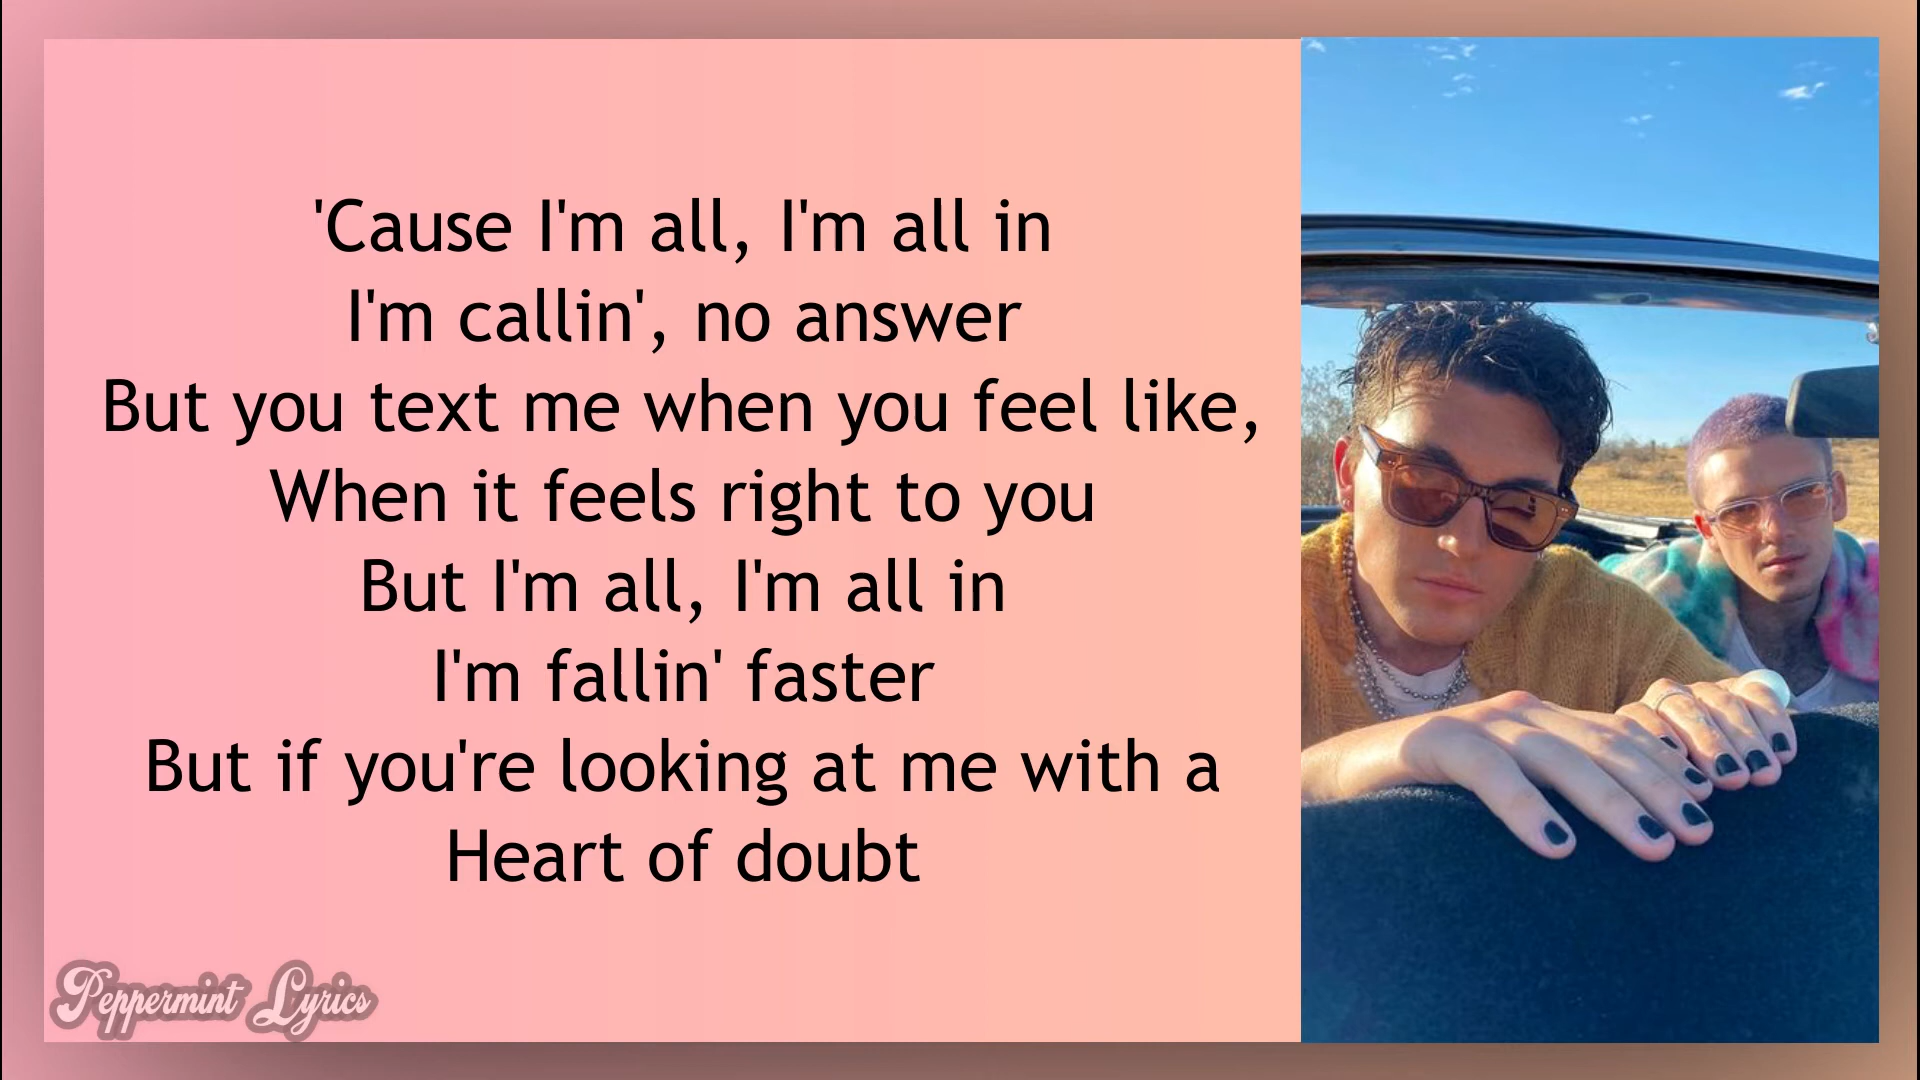 'Cause I'm all, I'm all in
I'm callin', no answer
But you text me when you feel like,
When it feels right to you
But I'm all, I'm all in
I'm fallin' faster
But if you're looking at me with a
Heart of doubt
Peppermint Lyrics